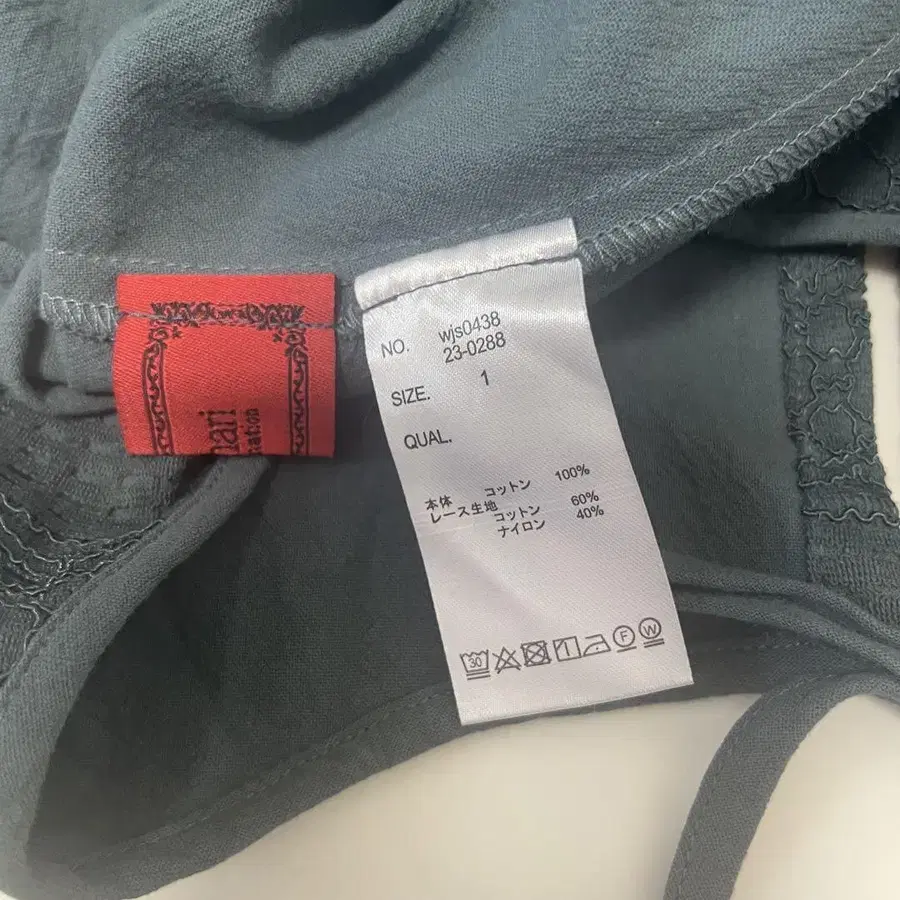 NO. wjs0438
23-0288
SIZE. 1
QUAL.
本体 コットン 100%
レース生地 コットン 60%
ナイロン 40%
30
F
W